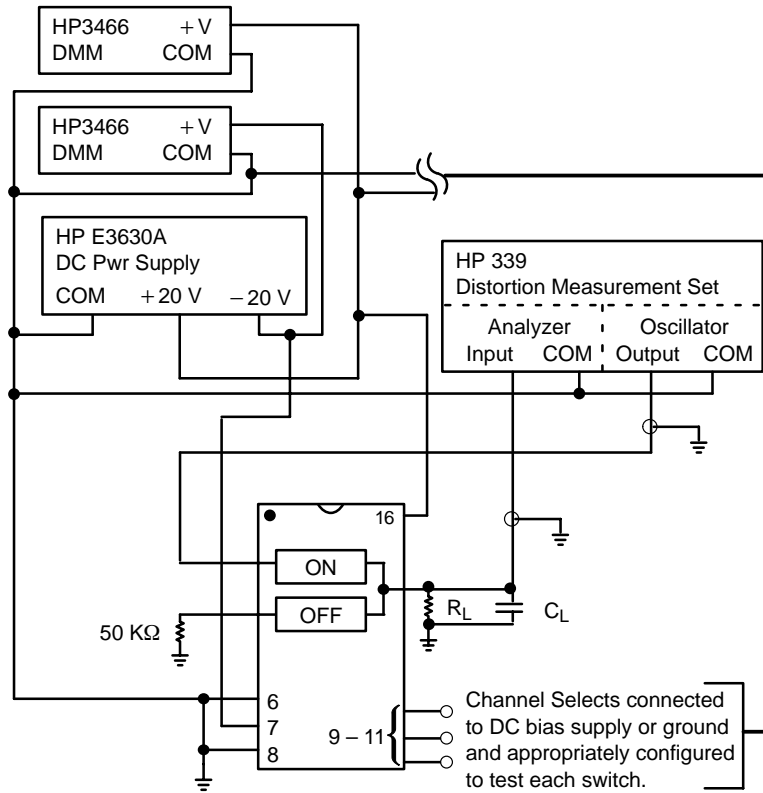 HP3466 +V
DMM COM
HP3466 +V
DMM COM
HP E3630A
DC Pwr Supply
COM +20 V −20 V
HP 339
Distortion Measurement Set
Analyzer Oscillator
Input COM Output COM
16
ON
OFF
50 KΩ
RL
CL
6
7
8
9 – 11
Channel Selects connected
to DC bias supply or ground
and appropriately configured
to test each switch.